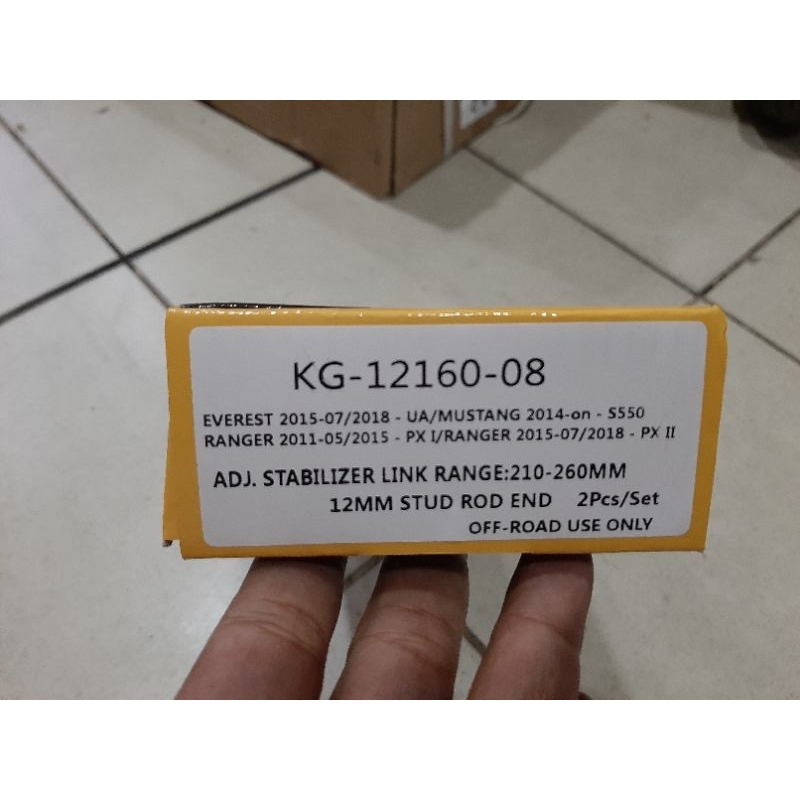 KG-12160-08
EVEREST 2015-07/2018 - UA/MUSTANG 2014-on - S550
RANGER 2011-05/2015 - PX I/RANGER 2015-07/2018 - PX II
ADJ. STABILIZER LINK RANGE:210-260MM
12MM STUD ROD END 2Pcs/Set
OFF-ROAD USE ONLY